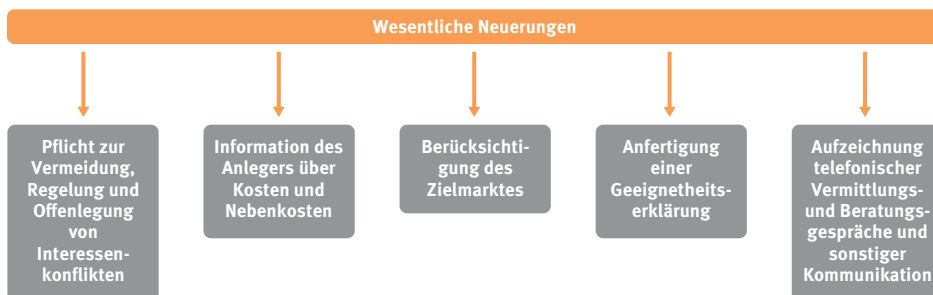 Wesentliche Neuerungen
Pflicht zur
Vermeidung,
Regelung und
Offenlegung
von
Interessen-
konflikten
Information des
Anlegers über
Kosten und
Nebenkosten
Berücksichti-
gung des
Zielmarktes
Anfertigung
einer
Geeignetheits-
erklärung
Aufzeichnung
telefonischer
Vermittlungs-
und Beratungs-
gespräche und
sonstiger
Kommunikation